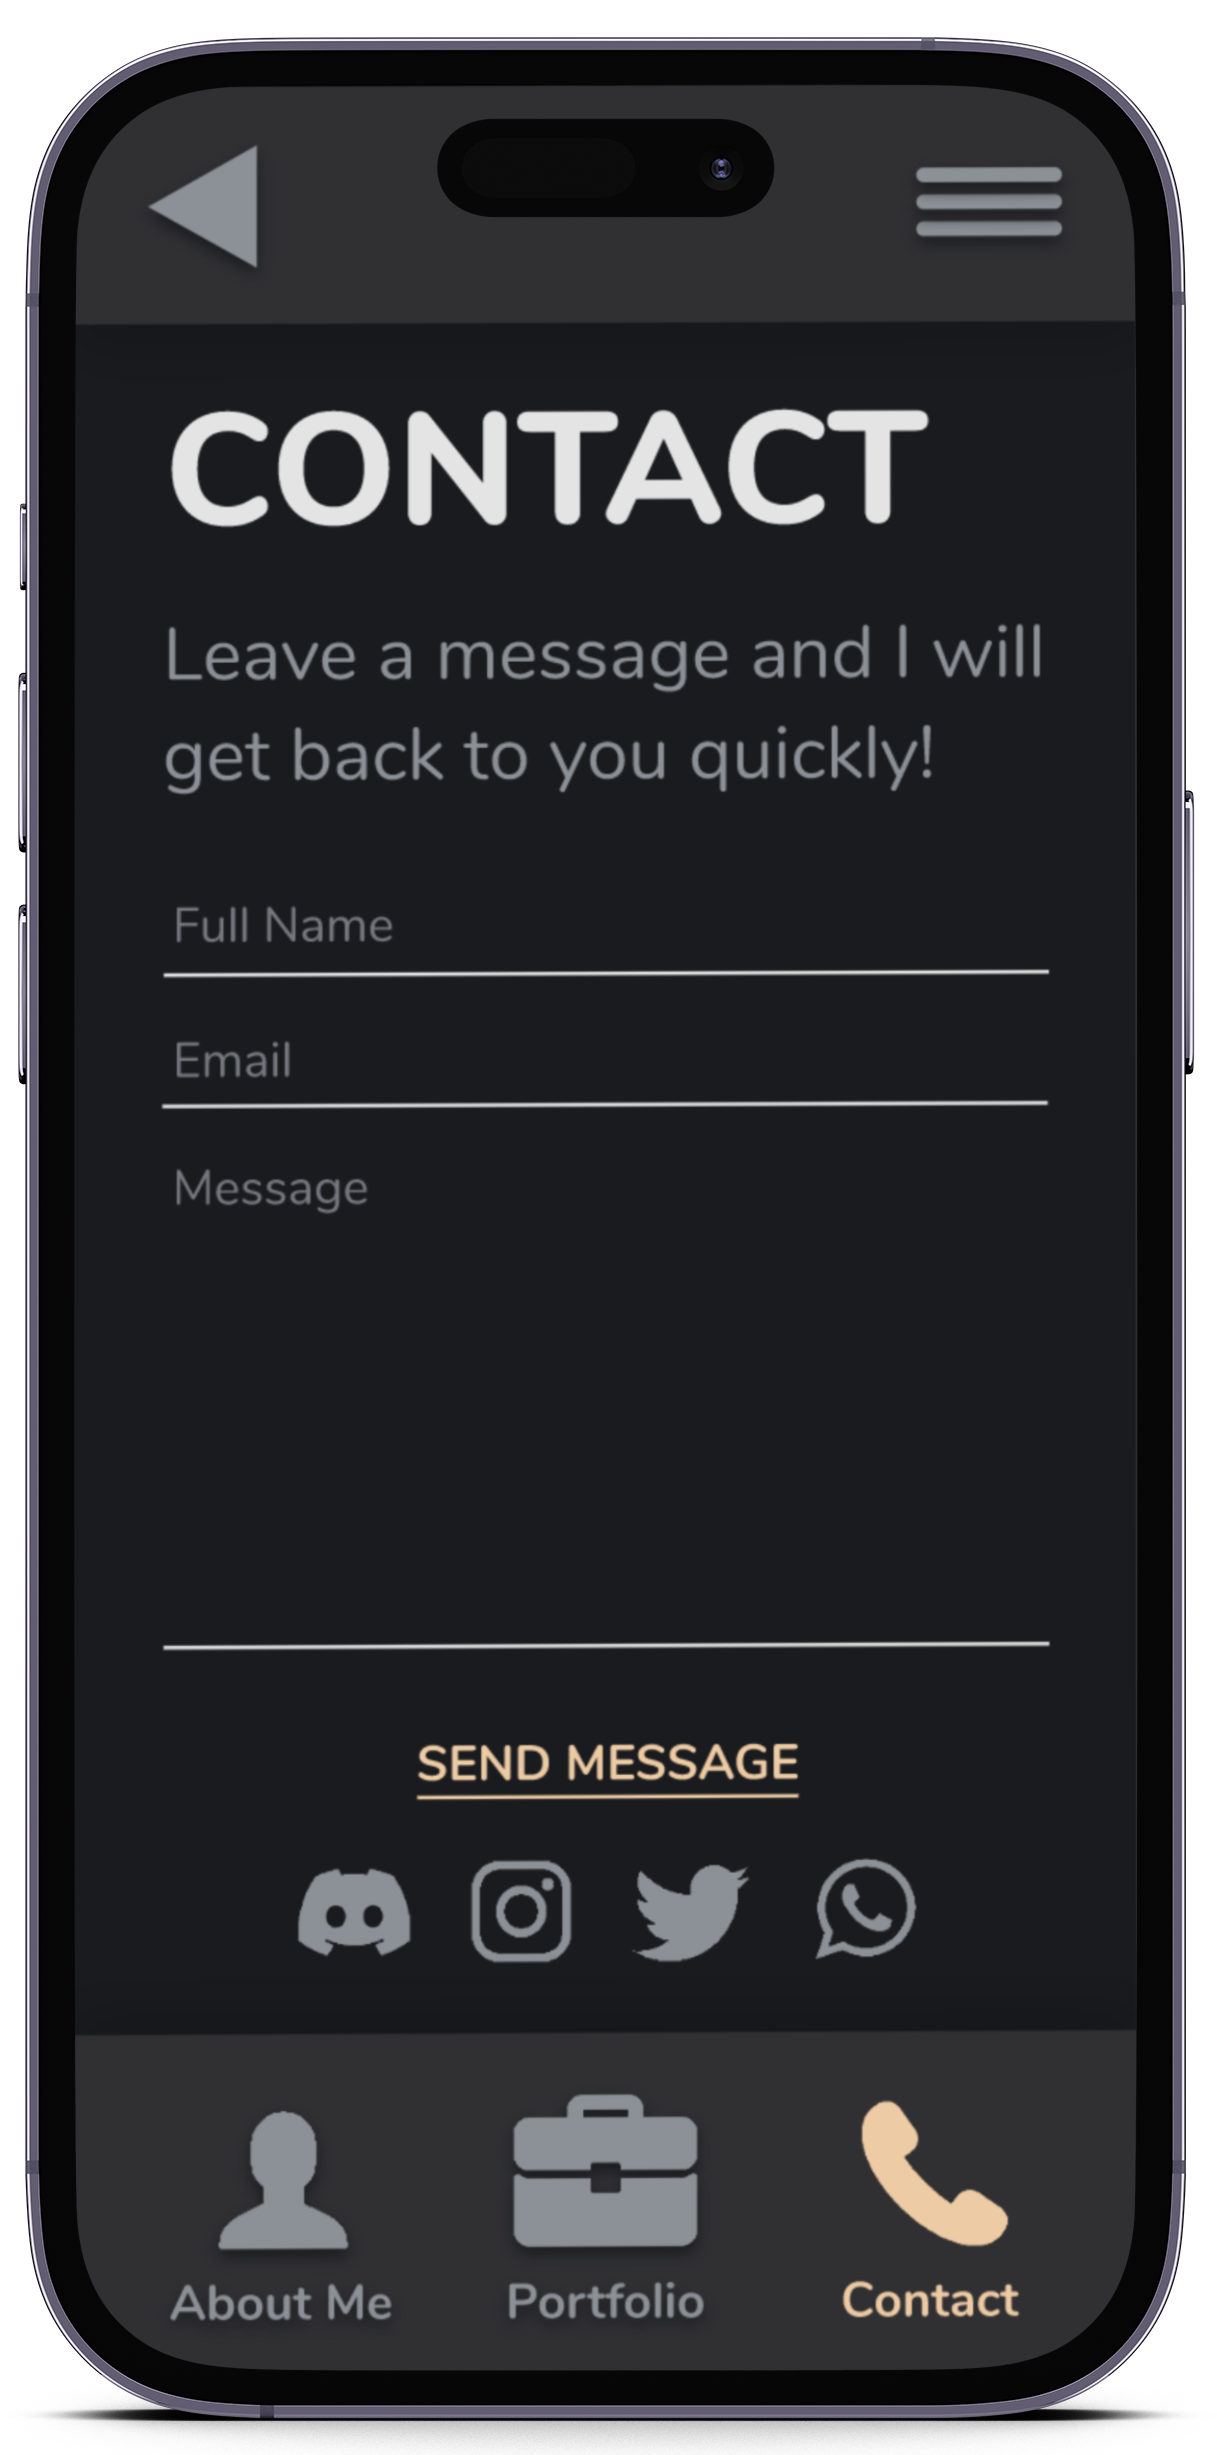 CONTACT
Leave a message and I will
get back to you quickly!
Full Name
Email
Message
SEND MESSAGE
About Me
Portfolio
Contact